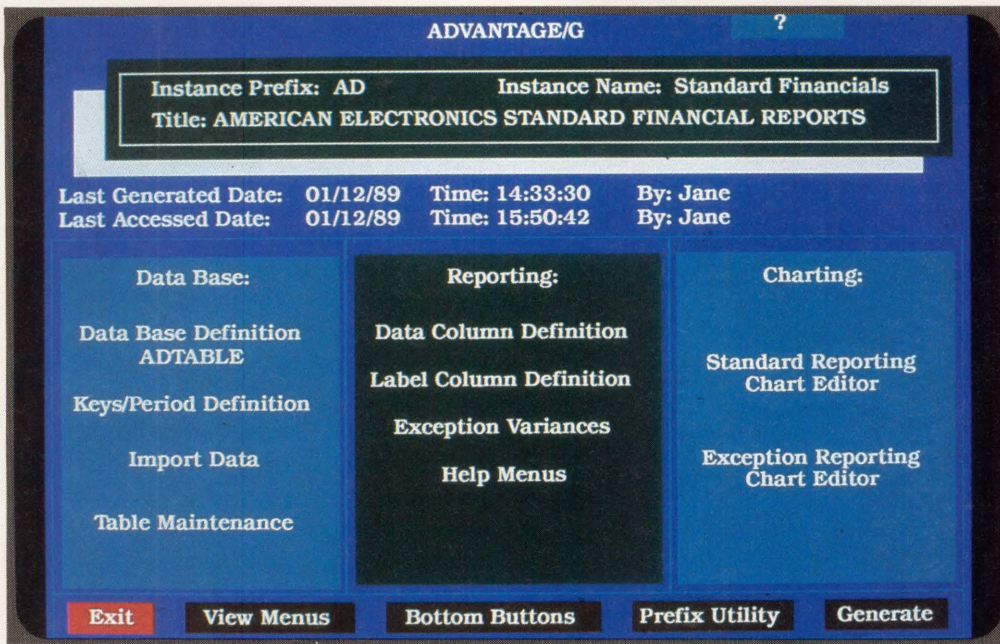 ADVANTAGE/G
?
Instance Prefix: AD Instance Name: Standard Financials
Title: AMERICAN ELECTRONICS STANDARD FINANCIAL REPORTS
Last Generated Date: 01/12/89 Time: 14:33:30 By: Jane
Last Accessed Date: 01/12/89 Time: 15:50:42 By: Jane
Data Base:
Data Base Definition
ADTABLE
Keys/Period Definition
Import Data
Table Maintenance
Reporting:
Data Column Definition
Label Column Definition
Exception Variances
Help Menus
Charting:
Standard Reporting
Chart Editor
Exception Reporting
Chart Editor
Exit View Menus Bottom Buttons Prefix Utility Generate